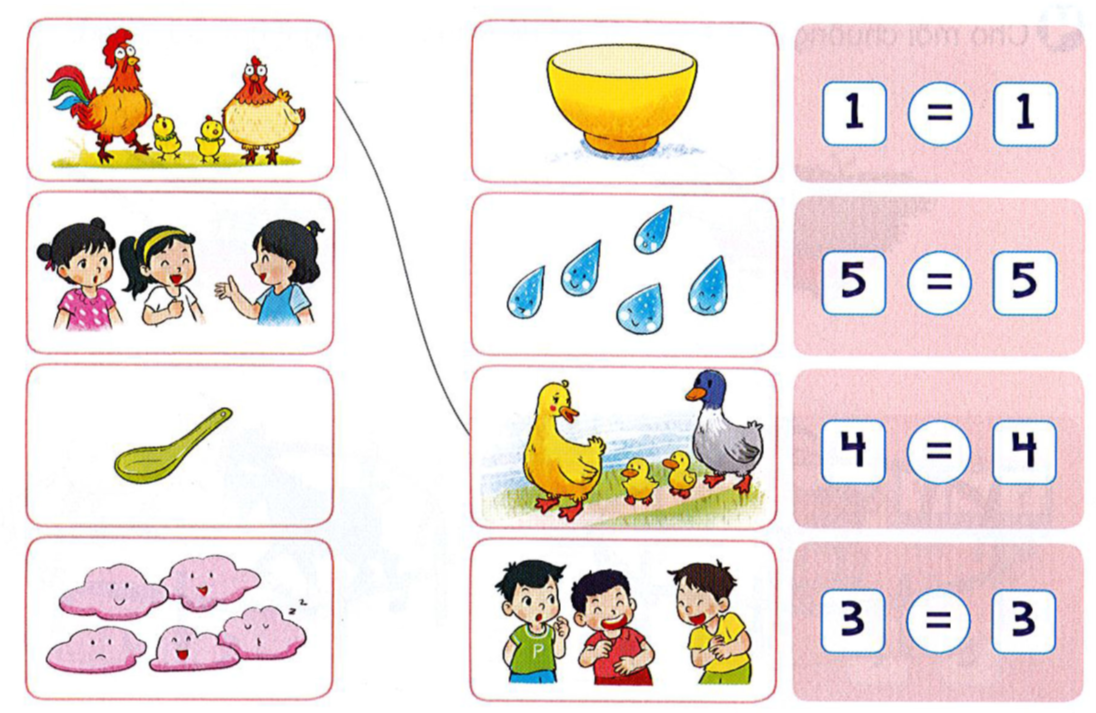 1 = 1
5 = 5
4 = 4
z z
P
3 = 3